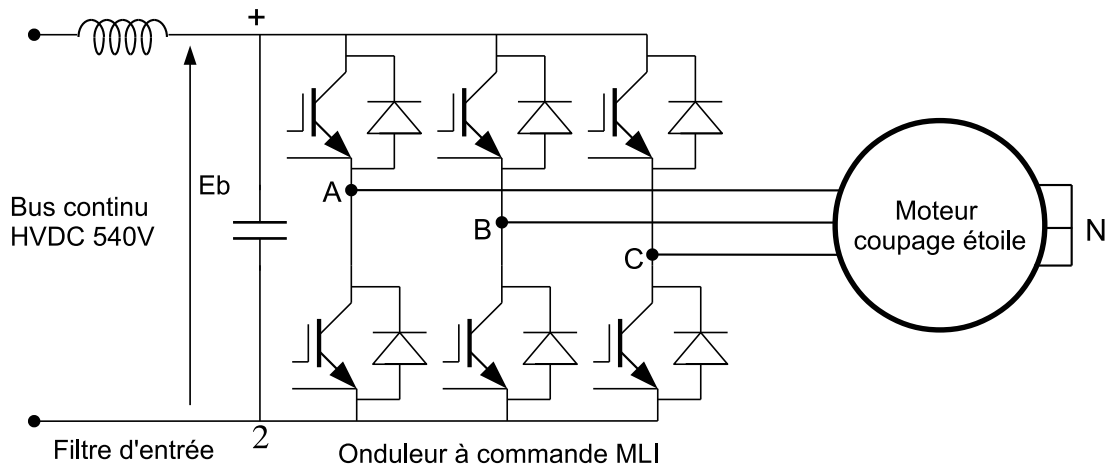 +
A
Eb
Bus continu
HVDC 540V
B
C
Moteur
coupage étoile
N
Filtre d'entrée
2
Onduleur à commande MLI